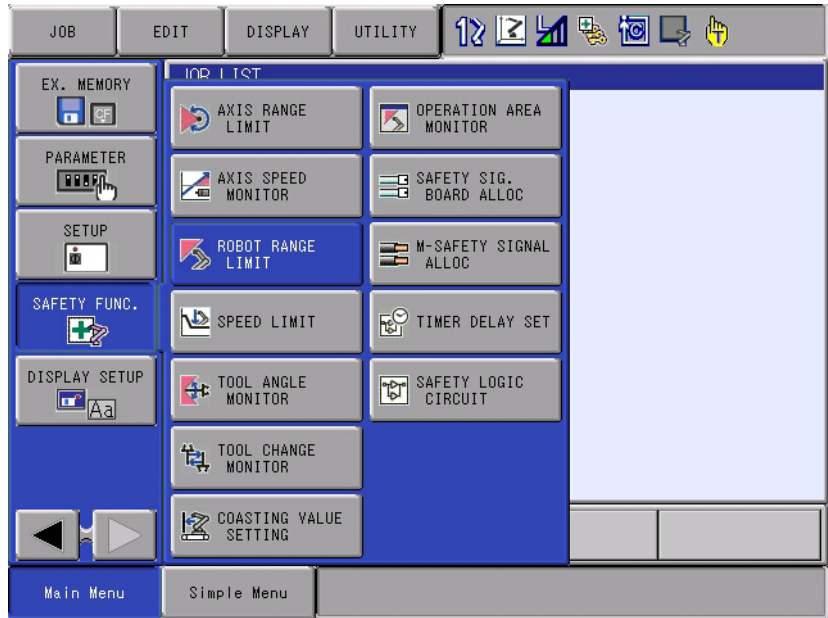 JOB
EDIT
DISPLAY
UTILITY
JOB LIST
EX. MEMORY
CF
PARAMETER
SETUP
SAFETY FUNC.
DISPLAY SETUP
Aa
AXIS RANGE
LIMIT
AXIS SPEED
MONITOR
ROBOT RANGE
LIMIT
SPEED LIMIT
TOOL ANGLE
MONITOR
TOOL CHANGE
MONITOR
COASTING VALUE
SETTING
OPERATION AREA
MONITOR
SAFETY SIG.
BOARD ALLOC
M-SAFETY SIGNAL
ALLOC
TIMER DELAY SET
SAFETY LOGIC
CIRCUIT
Main Menu
Simple Menu